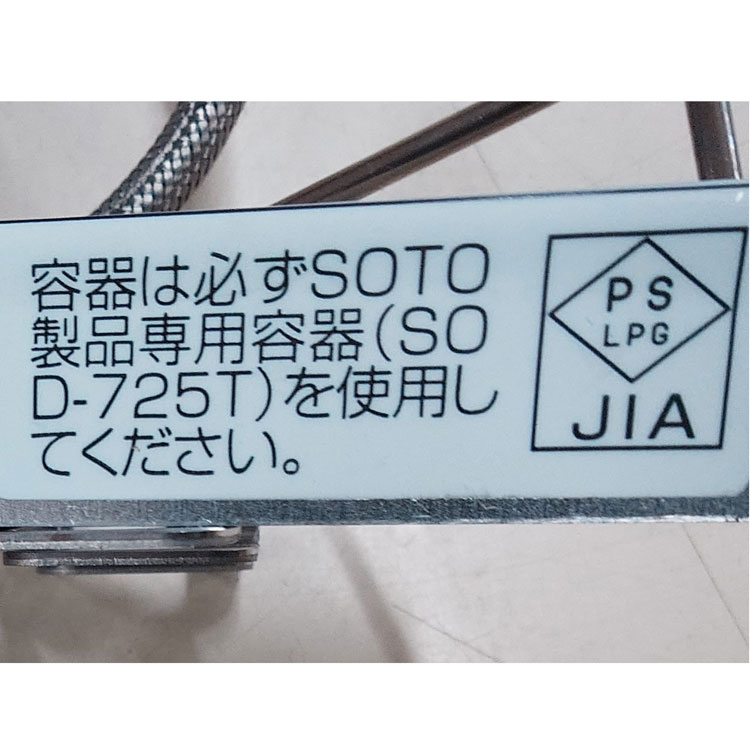 容器は必ずSOTO
製品専用容器(SO
D-725T)を使用し
てください。
PS
LPG
JIA